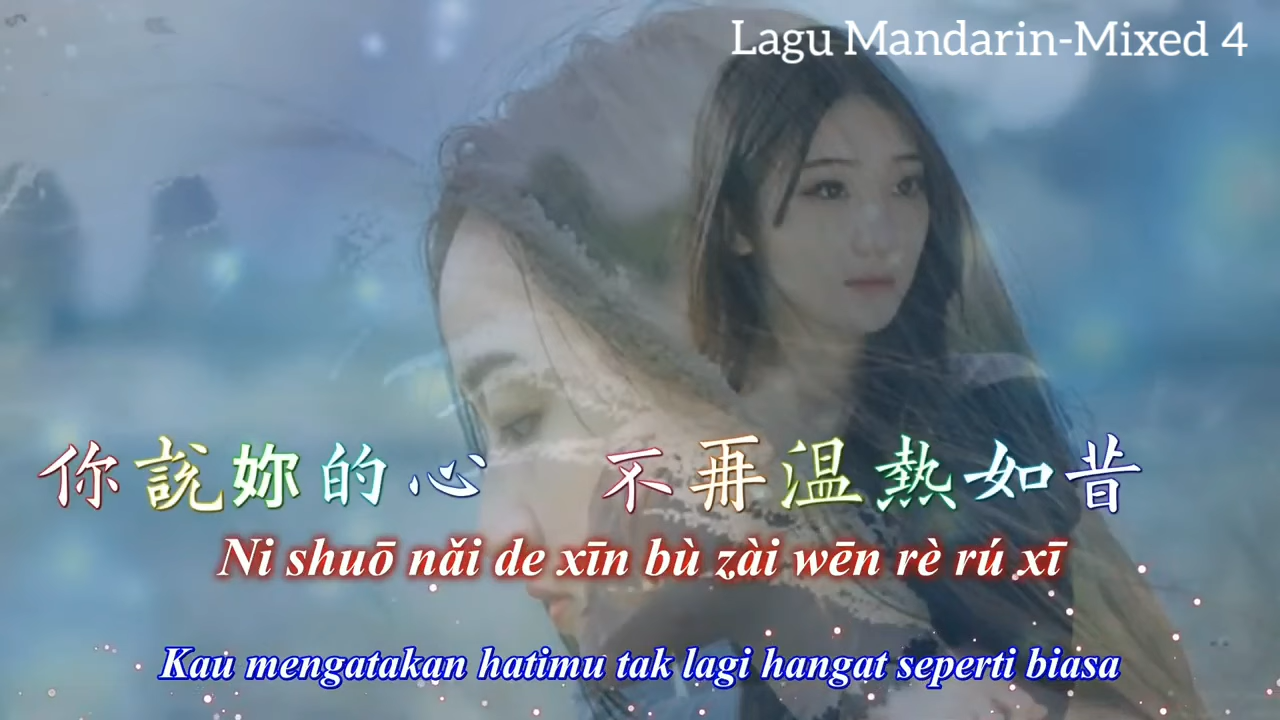 Lagu Mandarin-Mixed 4
你說妳的心 不再温熱如昔
Ni shuō nǎi de xīn bù zài wēn rè rú xī
Kau mengatakan hatimu tak lagi hangat seperti biasa